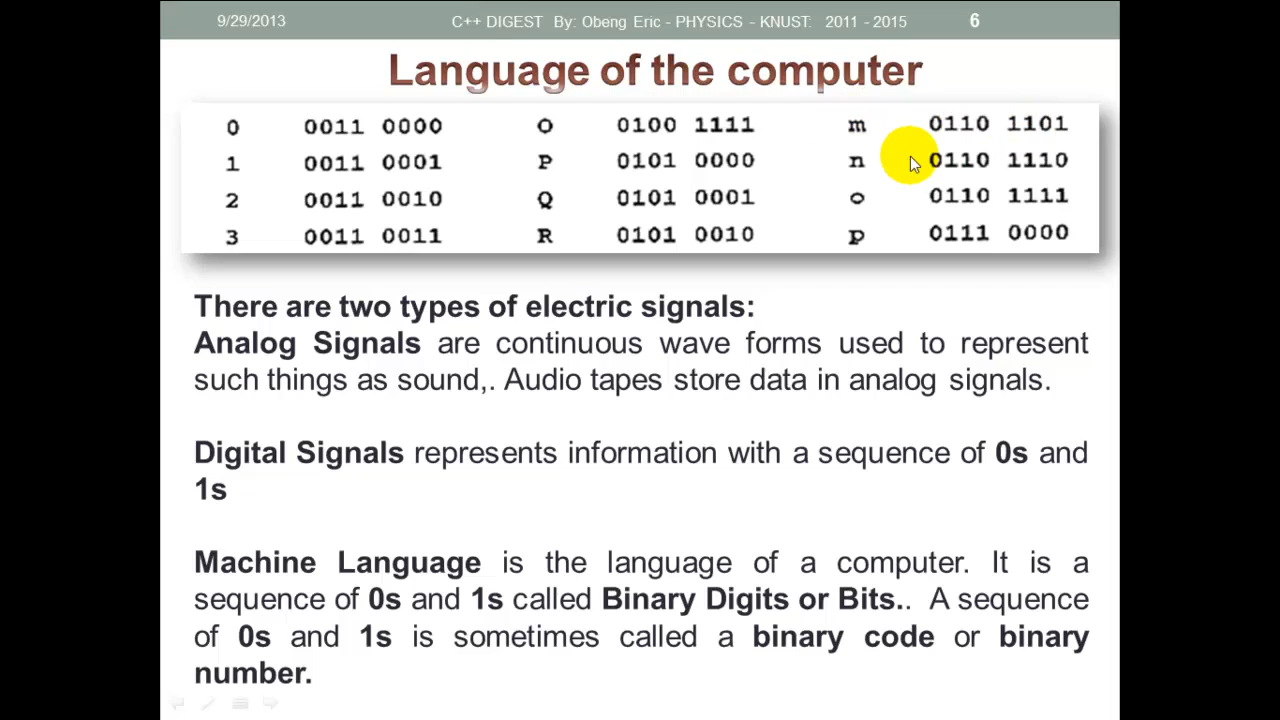 9/29/2013 C++ DIGEST By: Obeng Eric - PHYSICS - KNUST: 2011 - 2015 6
Language of the computer
0 0011 0000 O 0100 1111 m 0110 1101
1 0011 0001 P 0101 0000 n 0110 1110
2 0011 0010 Q 0101 0001 o 0110 1111
3 0011 0011 R 0101 0010 p 0111 0000
There are two types of electric signals:
Analog Signals are continuous wave forms used to represent
such things as sound,. Audio tapes store data in analog signals.
Digital Signals represents information with a sequence of 0s and
1s
Machine Language is the language of a computer. It is a
sequence of 0s and 1s called Binary Digits or Bits.. A sequence
of 0s and 1s is sometimes called a binary code or binary
number.